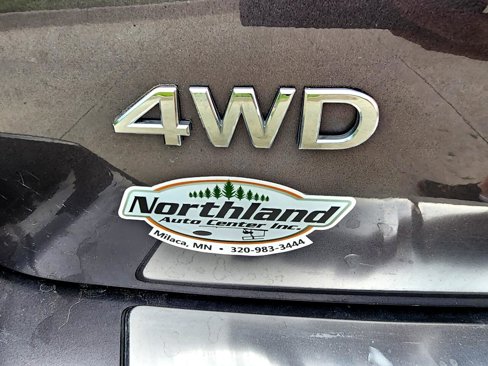 4WD
Northland
Auto Center Inc.
Milaca, MN • 320-983-3444